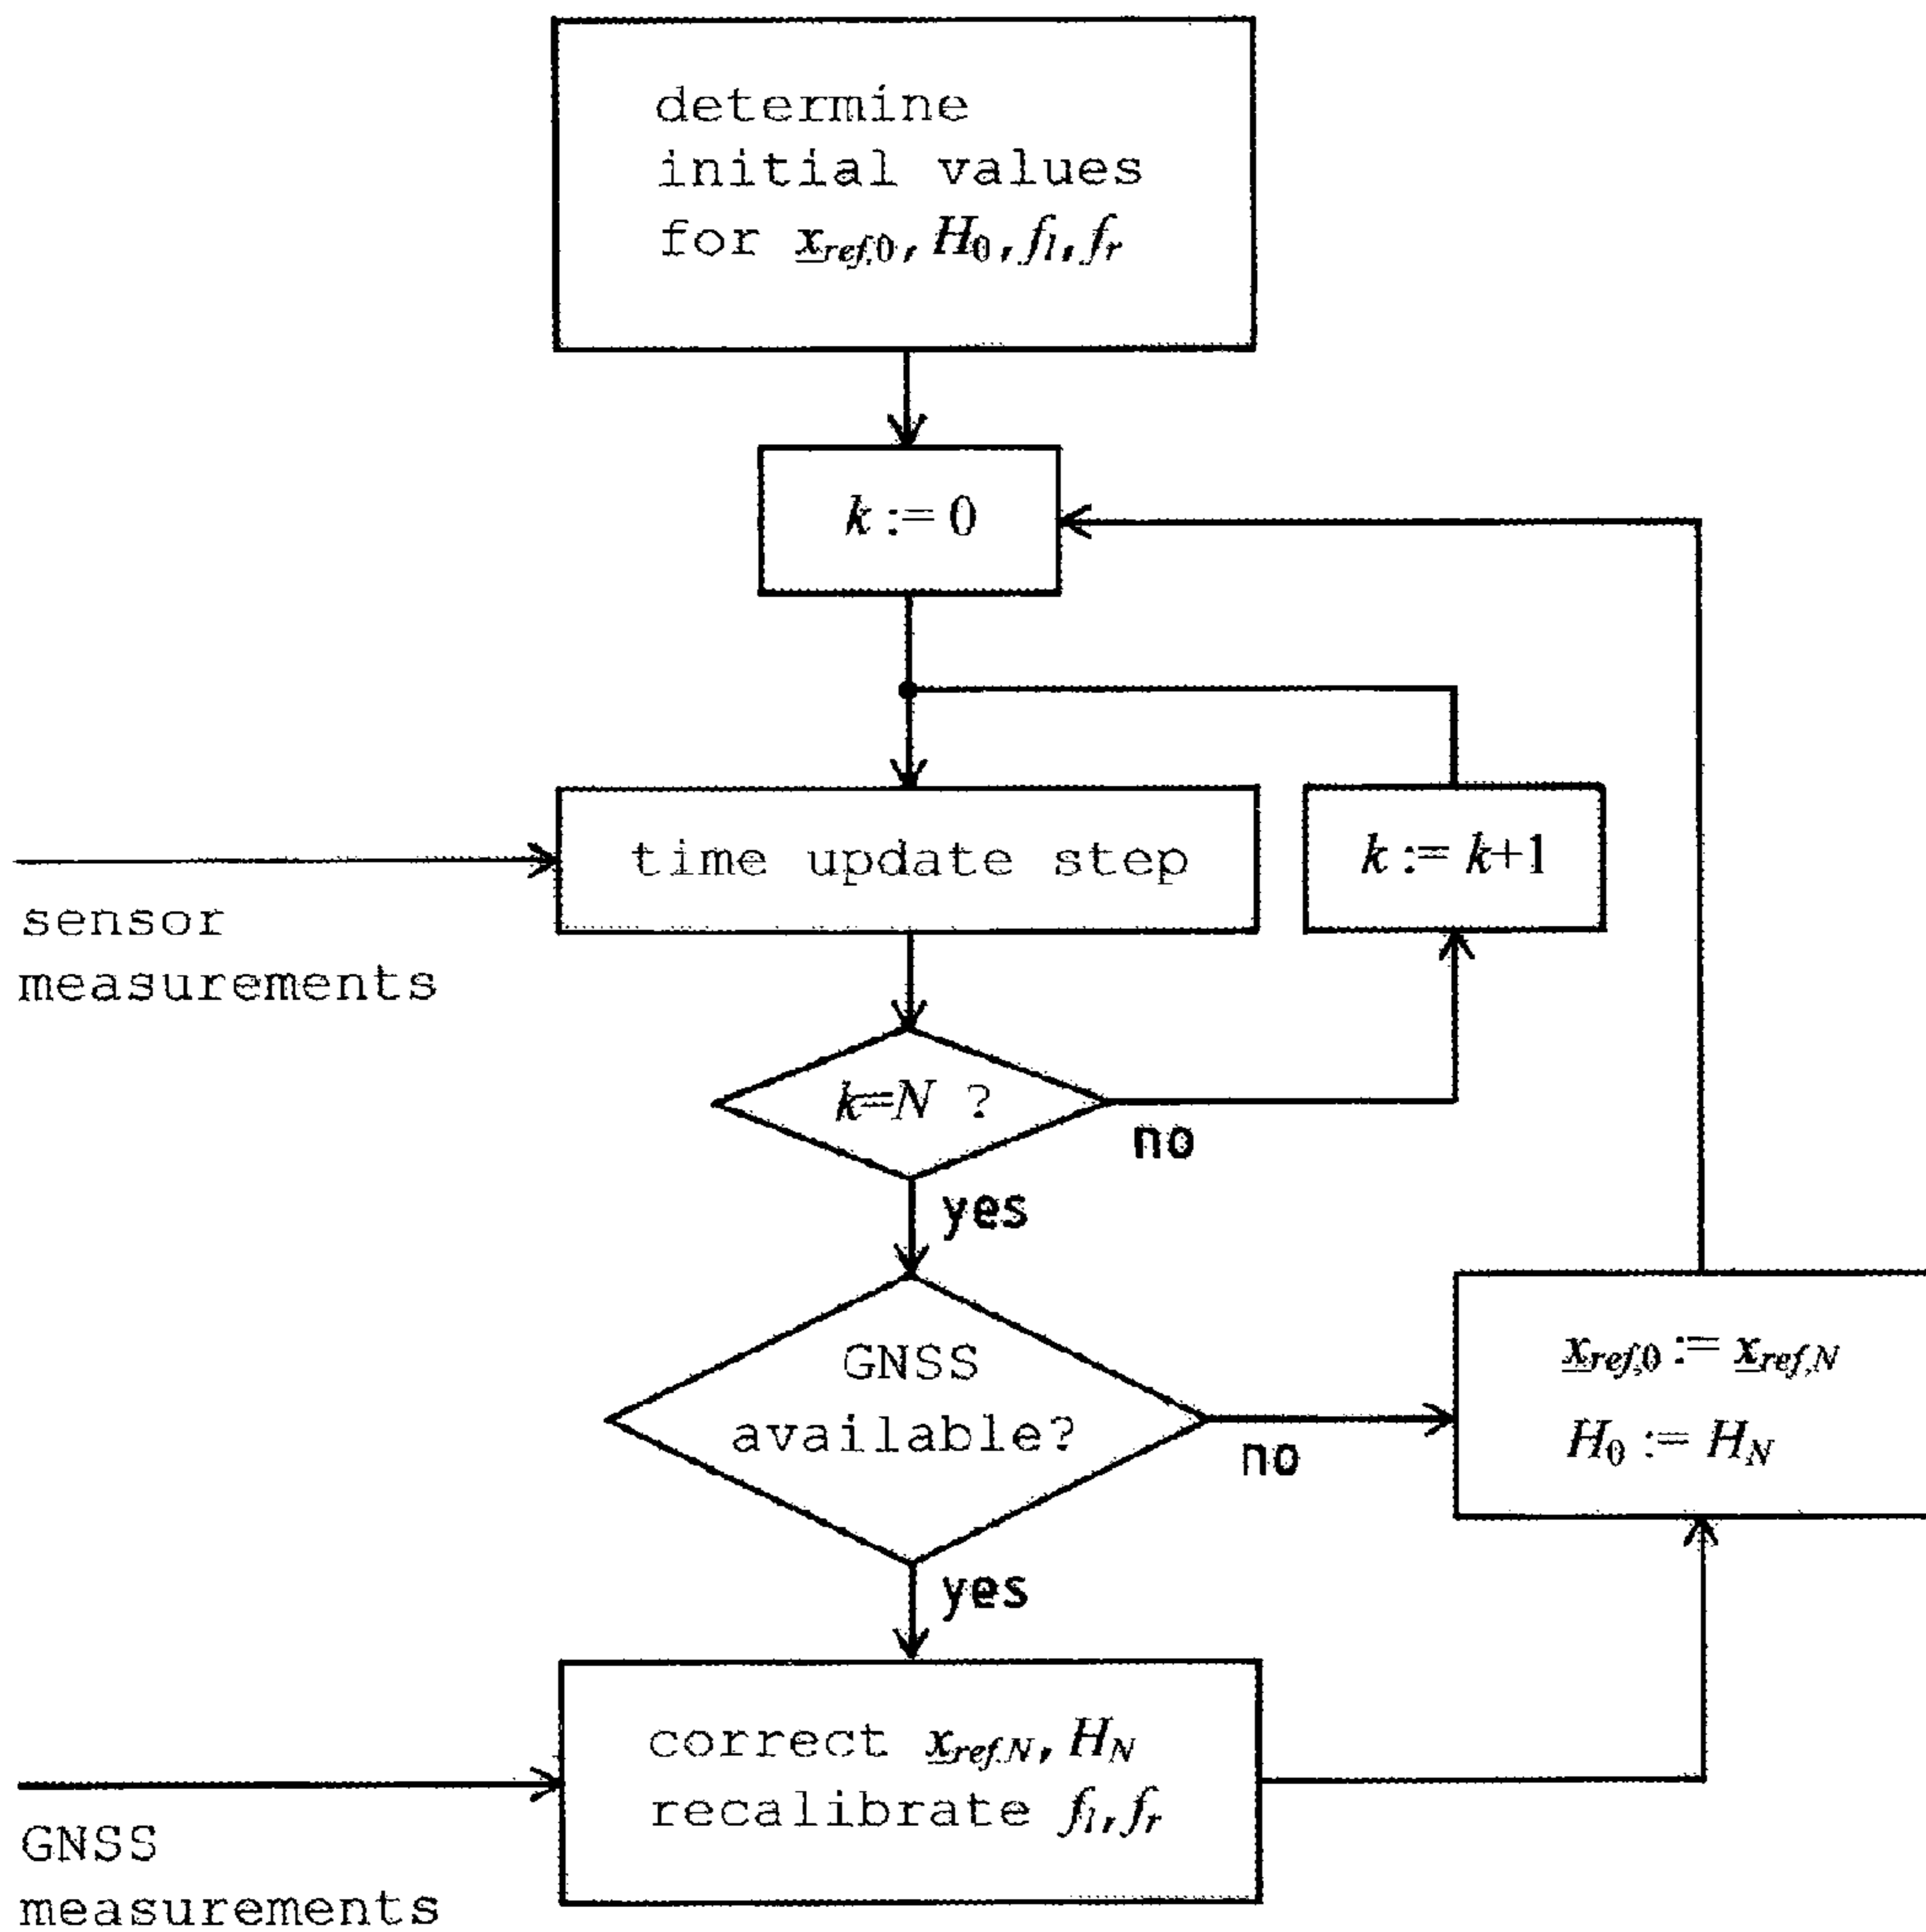 determine
initial values
for x_ref,0, H_0, f_l, f_r
k := 0
time update step
k := k+1
sensor
measurements
k=N ?
no
yes
GNSS
available?
no
x_ref,0 := x_ref,N
H_0 := H_N
yes
correct x_ref,N, H_N
recalibrate f_l, f_r
GNSS
measurements